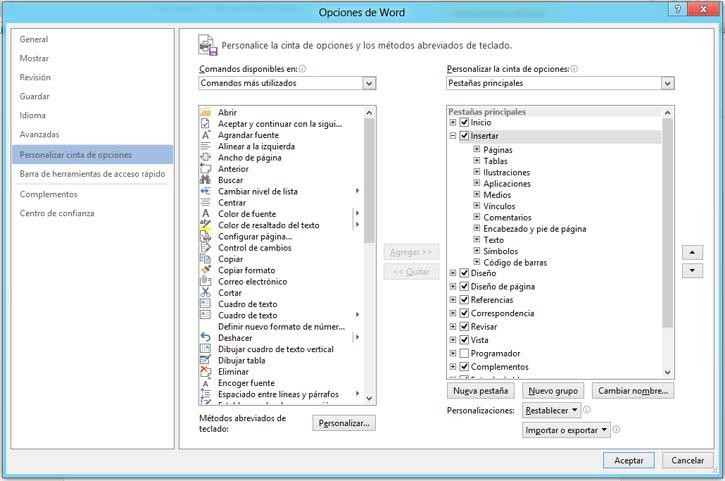 Opciones de Word
General
Mostrar
Revisión
Guardar
Idioma
Avanzadas
Personalizar cinta de opciones
Barra de herramientas de acceso rápido
Complementos
Centro de confianza
Personalice la cinta de opciones y los métodos abreviados de teclado.
Comandos disponibles en:
Comandos más utilizados
Abrir
Aceptar y continuar con la sigui...
Agrandar fuente
Alinear a la izquierda
Ancho de página
Anterior
Buscar
Cambiar nivel de lista
Centrar
Color de fuente
Color de resaltado del texto
Configurar página...
Control de cambios
Copiar
Copiar formato
Correo electrónico
Cortar
Cuadro de texto
Cuadro de texto
Definir nuevo formato de númer...
Deshacer
Dibujar cuadro de texto vertical
Dibujar tabla
Eliminar
Encoger fuente
Espaciado entre líneas y párrafos
Métodos abreviados de
teclado:
Personalizar...
Agregar >>
<< Quitar
Personalizar la cinta de opciones:
Pestañas principales
Pestañas principales
Inicio
Insertar
Páginas
Tablas
Ilustraciones
Aplicaciones
Medios
Vínculos
Comentarios
Encabezado y pie de página
Texto
Símbolos
Código de barras
Diseño
Diseño de página
Referencias
Correspondencia
Revisar
Vista
Programador
Complementos
Nueva pestaña
Nuevo grupo
Cambiar nombre...
Personalizaciones:
Restablecer
Importar o exportar
Aceptar
Cancelar